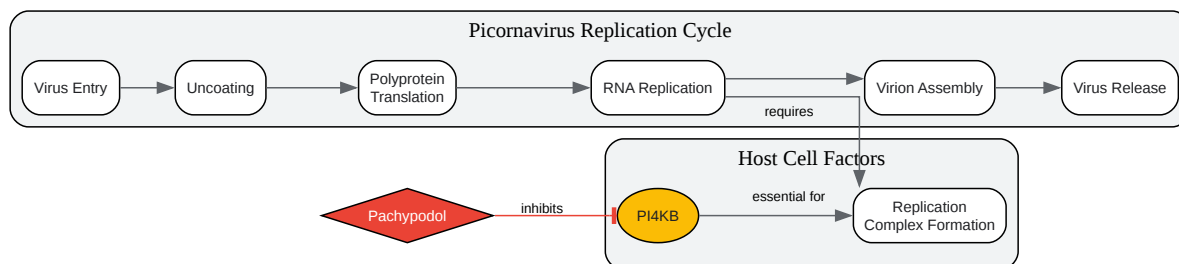 Picornavirus Replication Cycle
Virus Entry
Uncoating
Polyprotein
Translation
RNA Replication
Virion Assembly
Virus Release
requires
Host Cell Factors
Pachypodol
inhibits
PI4KB
essential for
Replication
Complex Formation